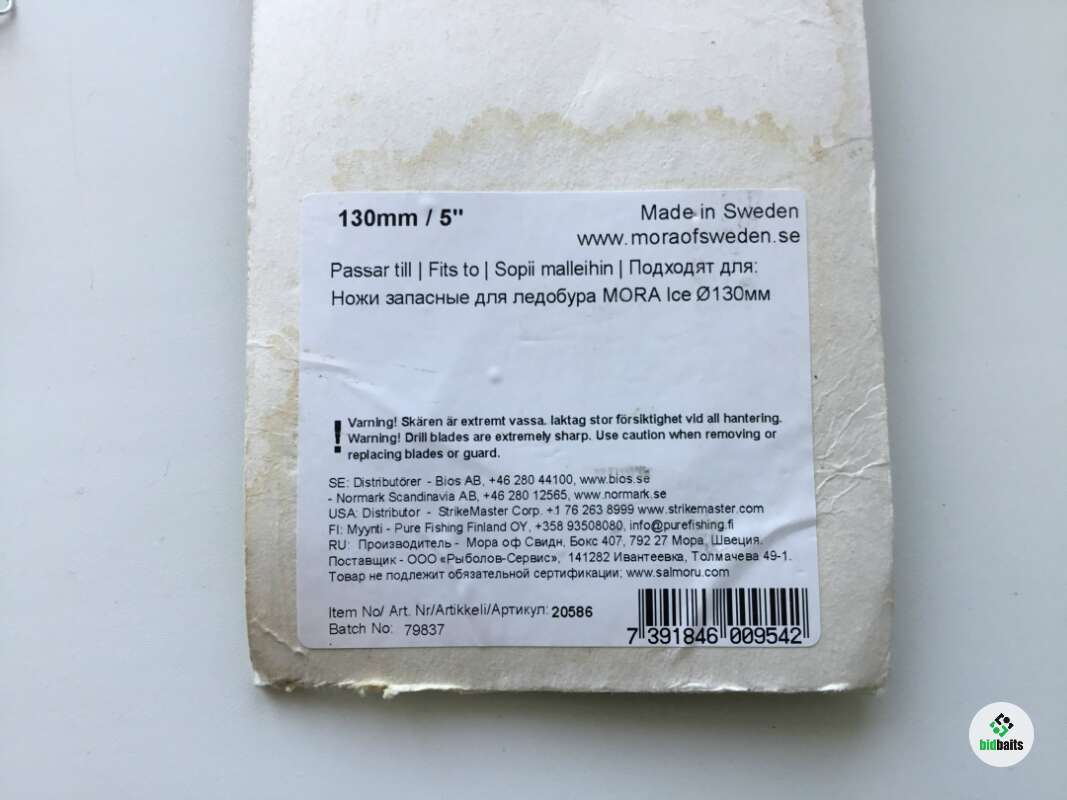 130mm / 5"
Made in Sweden
www.moraofsweden.se
Passar till | Fits to | Sopii malleihin | Подходят для:
Ножи запасные для ледобура MORA Ice Ø130мм
! Varning! Skären är extremt vassa. Iaktag stor försiktighet vid all hantering.
Warning! Drill blades are extremely sharp. Use caution when removing or
replacing blades or guard.
SE: Distributörer - Bios AB, +46 280 44100, www.bios.se
- Normark Scandinavia AB, +46 280 12565, www.normark.se
USA: Distributor - StrikeMaster Corp. +1 76 263 8999 www.strikemaster.com
FI: Myynti - Pure Fishing Finland OY, +358 93508080, info@purefishing.fi
RU: Производитель - Мора оф Свидн, Бокс 407, 792 27 Мора, Швеция.
Поставщик - ООО «Рыболов-Сервис», 141282 Ивантеевка, Толмачева 49-1.
Товар не подлежит обязательной сертификации; www.salmoru.com
Item No/ Art. Nr/Artikkeli/Артикул: 20586
Batch No: 79837
7 391846 009542
bidbaits